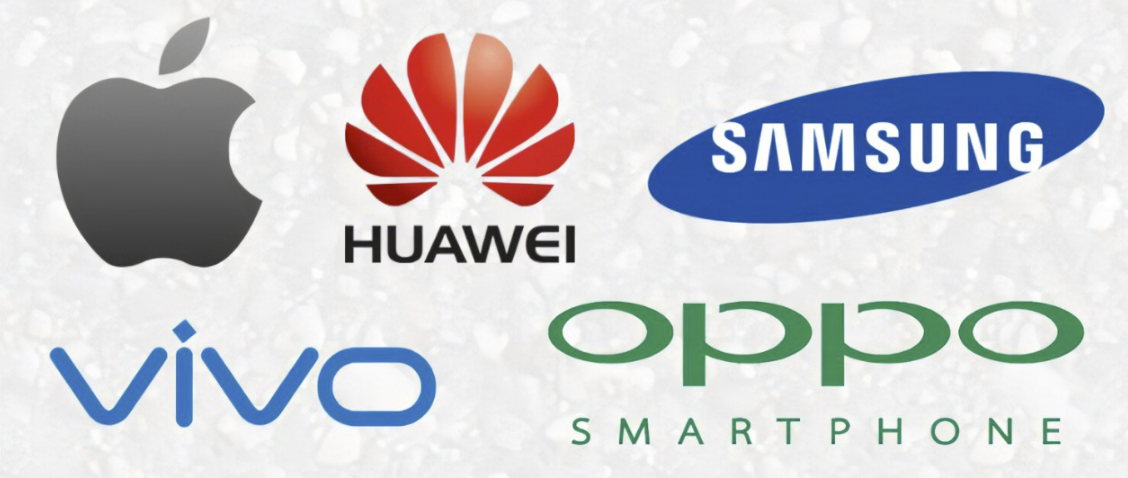 HUAWEI
SAMSUNG
vivo
oppo
SMARTPHONE